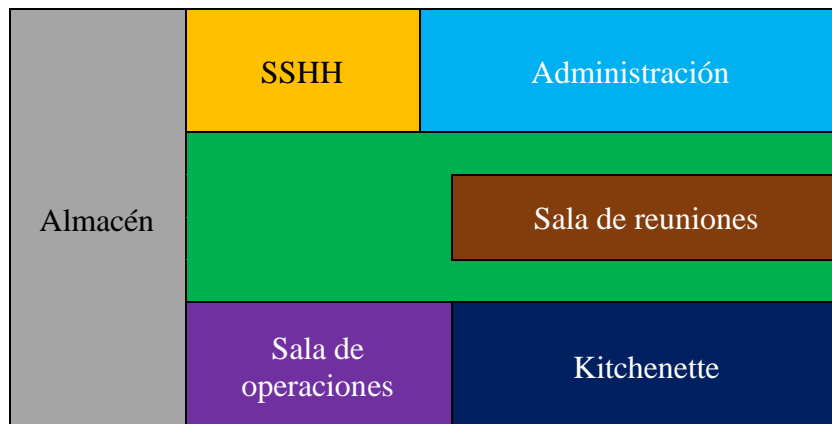 SSHH
Administración
Almacén
Sala de reuniones
Sala de
operaciones
Kitchenette